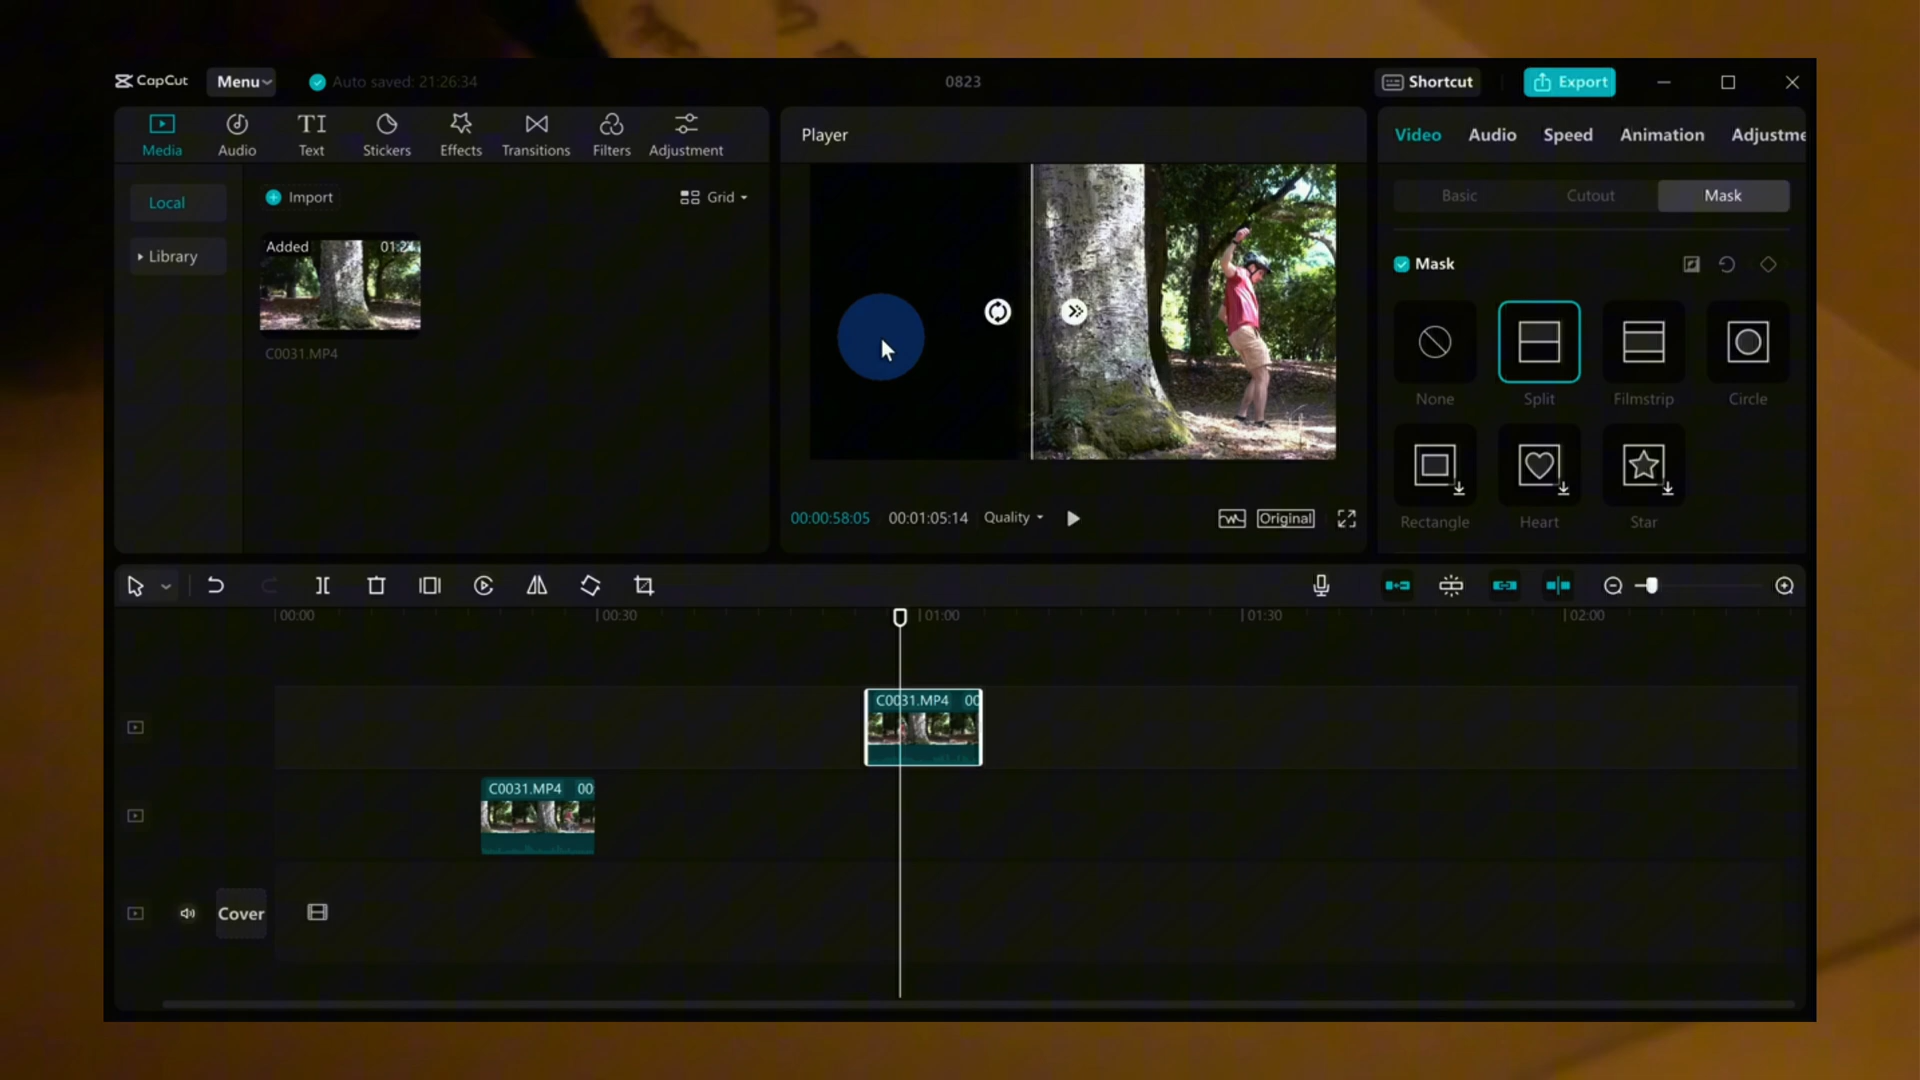 CapCut Menu Auto saved: 21:26:34 0823 Shortcut Export
Media Audio Text Stickers Effects Transitions Filters Adjustment
Player
Video Audio Speed Animation Adjustme
Local
Library
Import
Grid
Added 01:24
C0031.MP4
Basic Cutout Mask
Mask
None Split Filmstrip Circle
Rectangle Heart Star
00:00:58:05 00:01:05:14 Quality Original
00:00 00:30 01:00 01:30 02:00
C0031.MP4 00
C0031.MP4 00
Cover